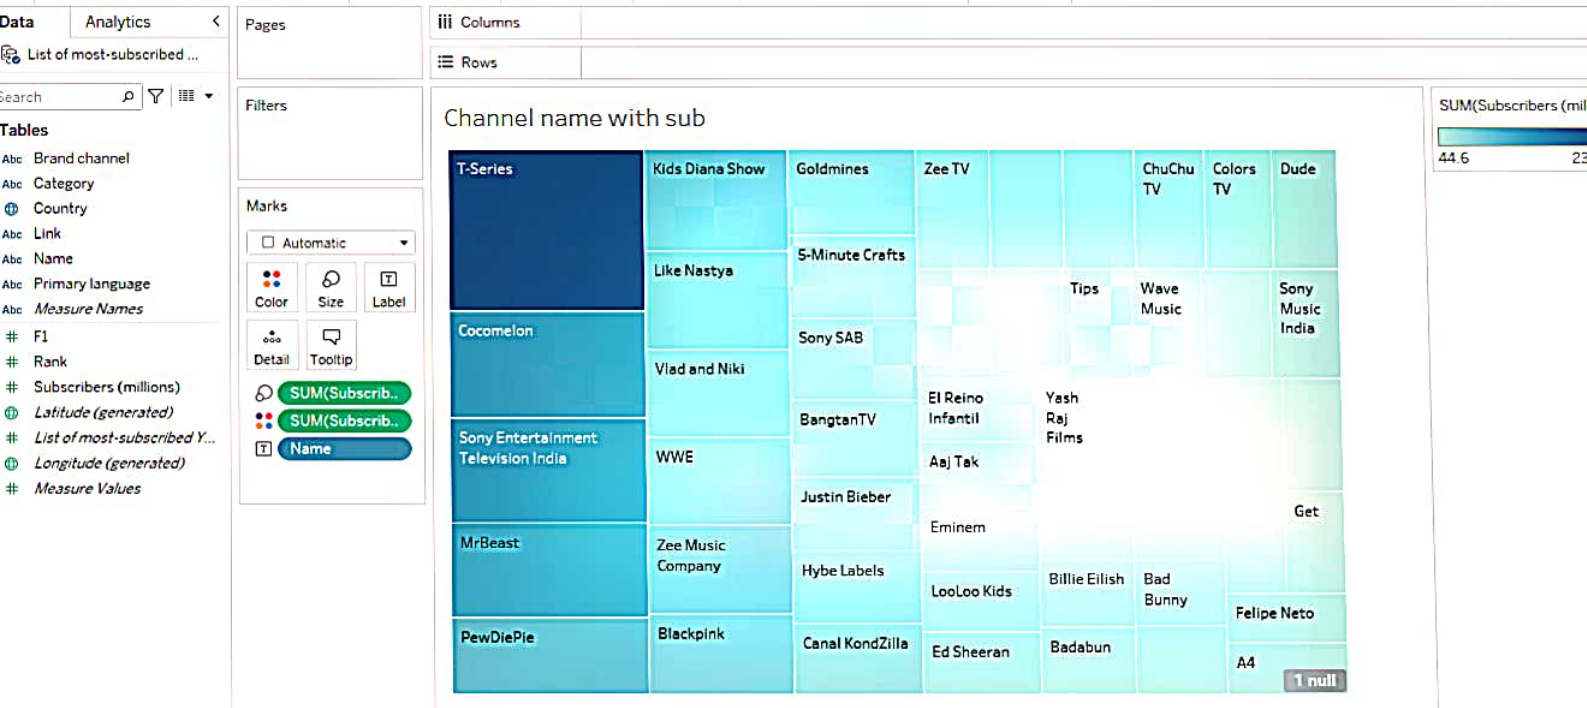 Data
Analytics
List of most-subscribed ...
Search
Tables
Abc Brand channel
Abc Category
Country
Abc Link
Abc Name
Abc Primary language
Abc Measure Names
# F1
# Rank
# Subscribers (millions)
Latitude (generated)
# List of most-subscribed Y...
Longitude (generated)
# Measure Values
Pages
Filters
Marks
Automatic
Color
Size
T
Label
Detail
Tooltip
SUM(Subscrib..
SUM(Subscrib..
T
Name
Columns
Rows
Channel name with sub
T-Series
Cocomelon
Sony Entertainment
Television India
MrBeast
PewDiePie
Kids Diana Show
Like Nastya
Vlad and Niki
WWE
Zee Music
Company
Blackpink
Goldmines
5-Minute Crafts
Sony SAB
BangtanTV
Justin Bieber
Hybe Labels
Canal KondZilla
Zee TV
El Reino
Infantil
Aaj Tak
Eminem
LooLoo Kids
Ed Sheeran
Tips
Yash
Raj
Films
Billie Eilish
Badabun
ChuChu
TV
Wave
Music
Bad
Bunny
Colors
TV
Dude
Sony
Music
India
Get
Felipe Neto
A4
1 null
SUM(Subscribers (mil
44.6
23